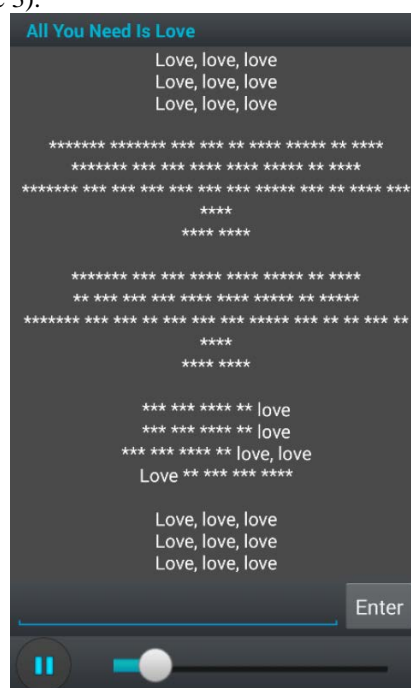 3).
All You Need Is Love
Love, love, love
Love, love, love
Love, love, love
******* ******* *** *** ** **** ***** ** ****
******* *** *** **** **** ***** ** ****
******* *** *** *** *** *** *** ***** *** ** **** ***
****
**** ****
******* *** *** **** **** ***** ** ****
** *** *** *** **** **** ***** ** *****
******* *** *** ** *** *** *** ***** *** ** ** *** **
****
**** ****
*** *** **** ** love
*** *** **** ** love
*** *** **** ** love, love
Love ** *** *** ****
Love, love, love
Love, love, love
Love, love, love
Enter